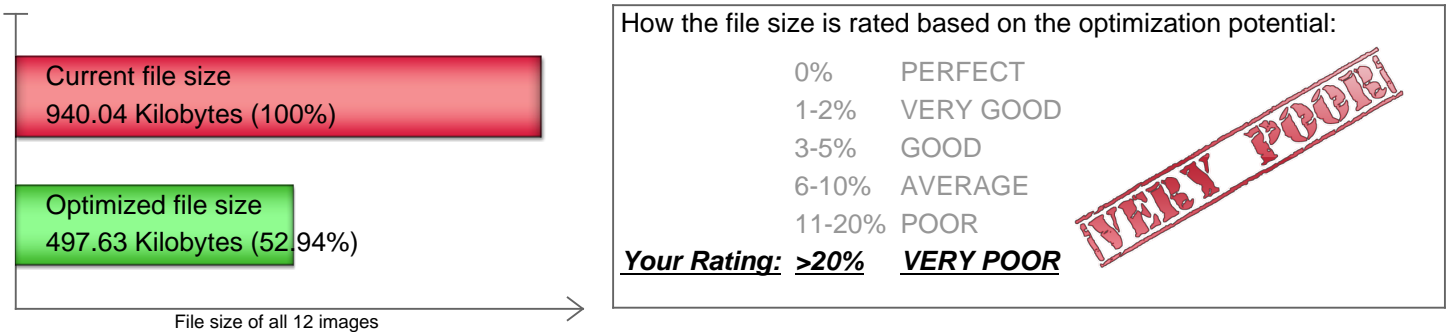 Current file size
940.04 Kilobytes (100%)
Optimized file size
497.63 Kilobytes (52.94%)
File size of all 12 images
How the file size is rated based on the optimization potential:
0% PERFECT
1-2% VERY GOOD
3-5% GOOD
6-10% AVERAGE
11-20% POOR
Your Rating: >20% VERY POOR
VERY POOR